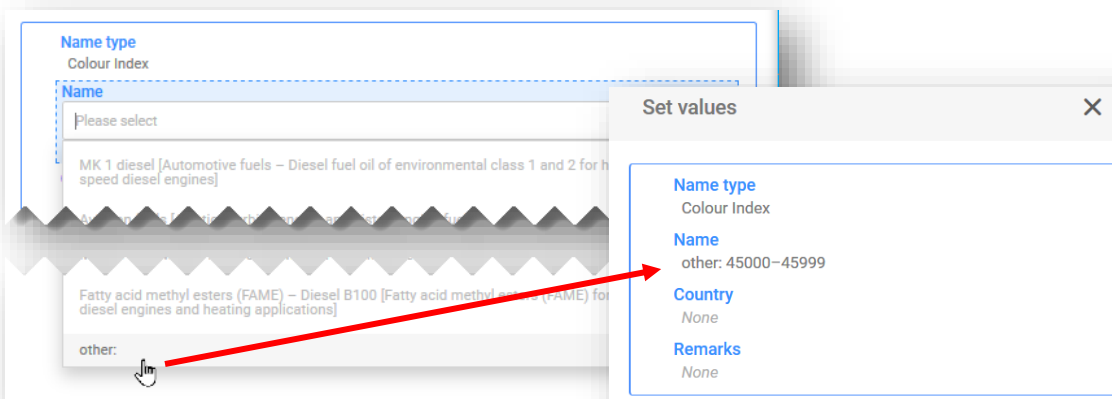 Name type
Colour Index
Name
Please select
MK 1 diesel [Automotive fuels – Diesel fuel oil of environmental class 1 and 2 for h
speed diesel engines]
Fatty acid methyl esters (FAME) – Diesel B100 [Fatty acid methyl esters (FAME) for
diesel engines and heating applications]
other:
Set values
Name type
Colour Index
Name
other: 45000–45999
Country
None
Remarks
None